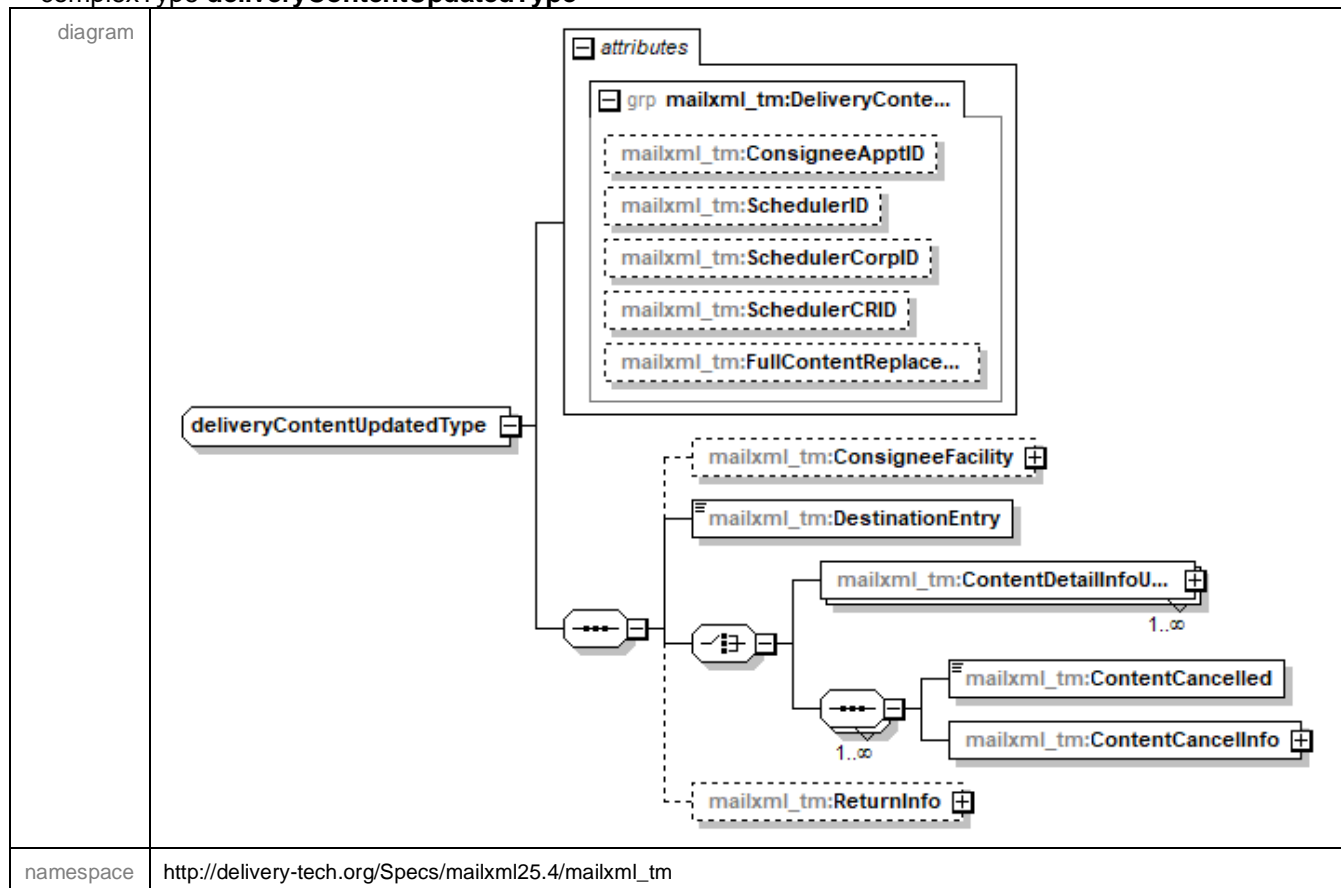 complexType deliveryContentUpdatedType
diagram
attributes
grp mailxml_tm:DeliveryConte...
mailxml_tm:ConsigneeApptID
mailxml_tm:SchedulerID
mailxml_tm:SchedulerCorpID
mailxml_tm:SchedulerCRID
mailxml_tm:FullContentReplace...
deliveryContentUpdatedType
mailxml_tm:ConsigneeFacility
mailxml_tm:DestinationEntry
mailxml_tm:ContentDetailInfoU...
1..∞
mailxml_tm:ContentCancelled
mailxml_tm:ContentCancelInfo
1..∞
mailxml_tm:ReturnInfo
namespace http://delivery-tech.org/Specs/mailxml25.4/mailxml_tm